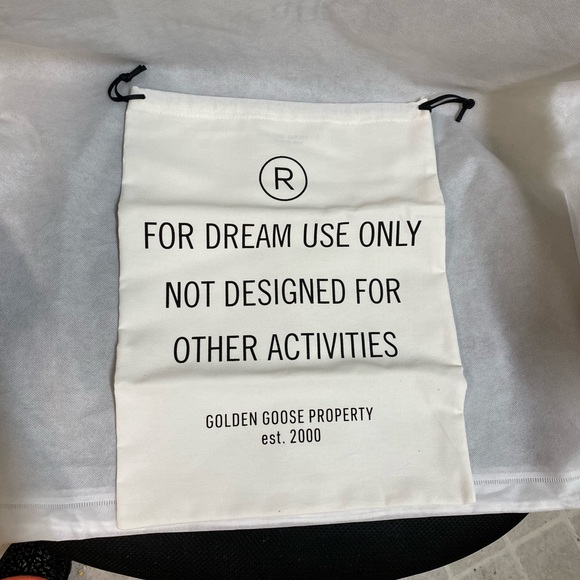 ®
FOR DREAM USE ONLY
NOT DESIGNED FOR
OTHER ACTIVITIES
GOLDEN GOOSE PROPERTY
est. 2000